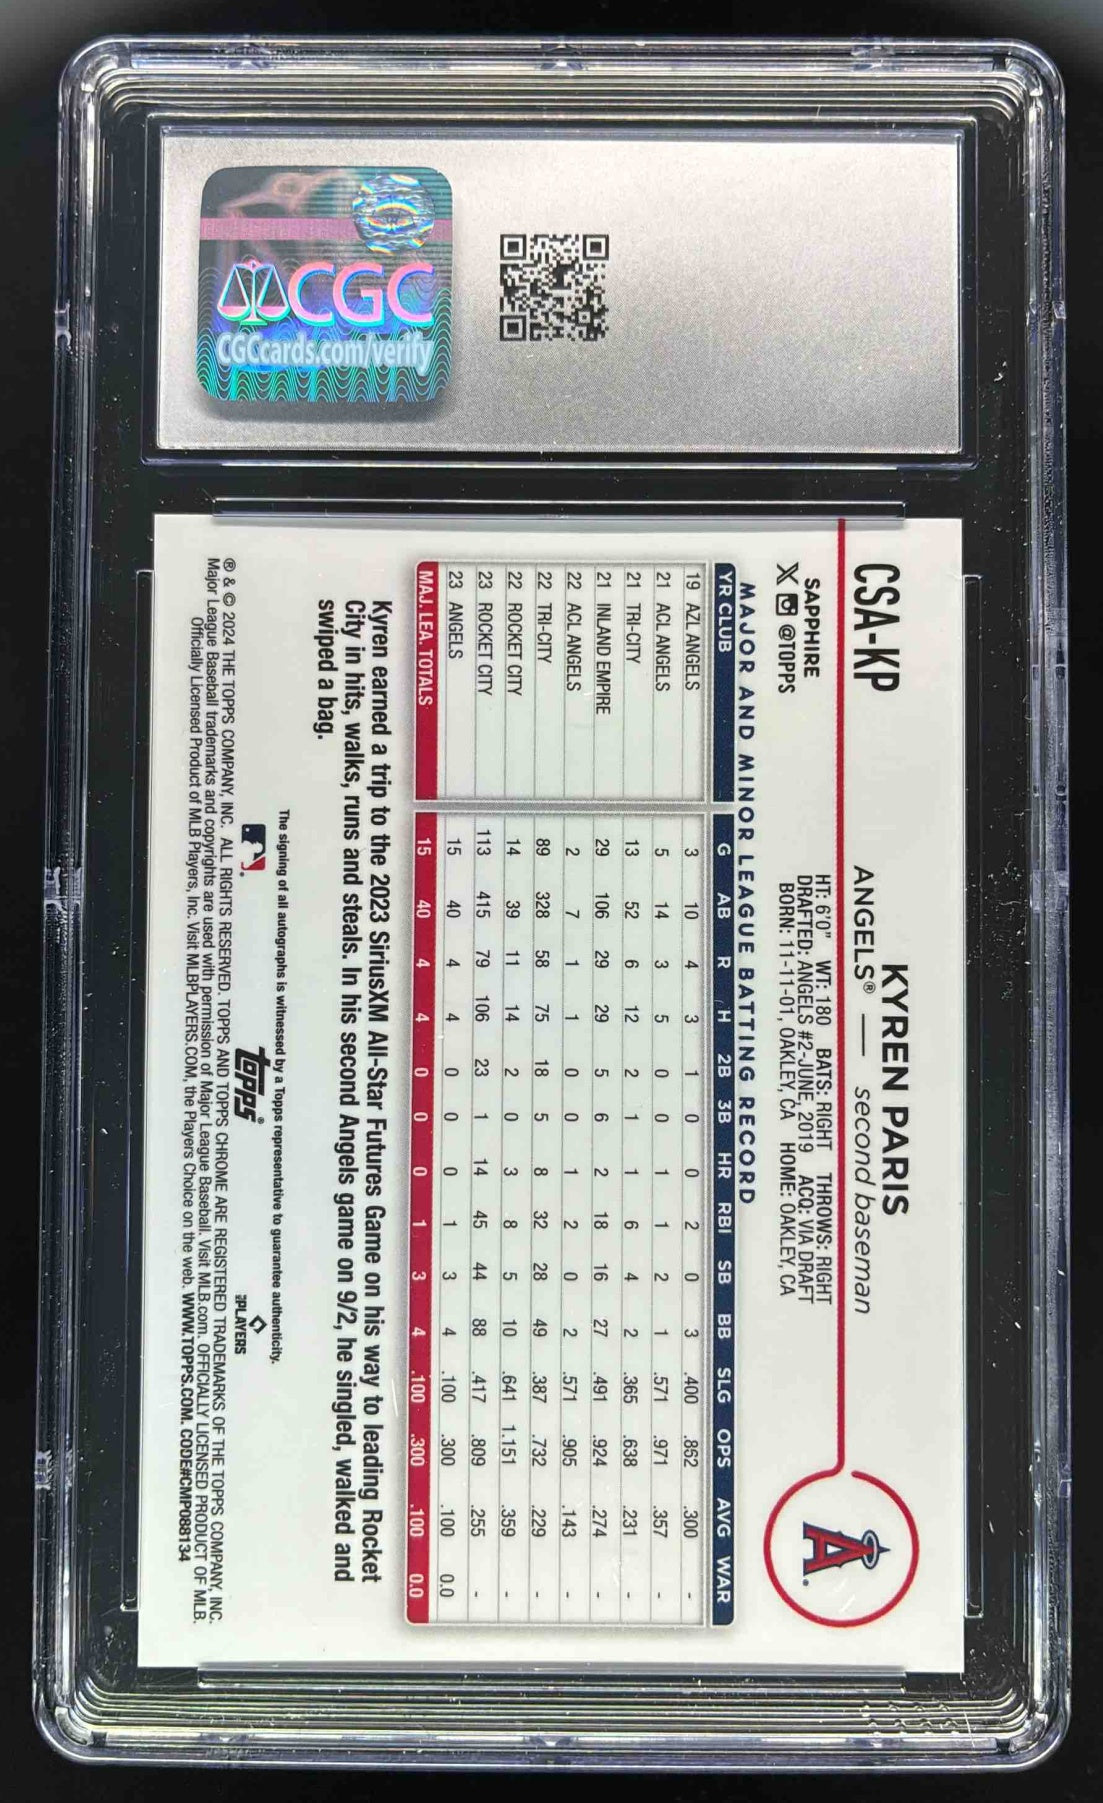 CGC
CGCcards.com/verify
CSA-KP
KYREN PARIS
ANGELS® — second baseman
SAPPHIRE
X @TOPPS
HT: 6'0" WT: 180 BATS: RIGHT THROWS: RIGHT
DRAFTED: ANGELS #2-JUNE, 2019 ACQ: VIA DRAFT
BORN: 11-11-01, OAKLEY, CA HOME: OAKLEY, CA
A
MAJOR AND MINOR LEAGUE BATTING RECORD
YR CLUB G AB R H 2B 3B HR RBI SB BB SLG OPS AVG WAR
19 AZL ANGELS 3 10 4 3 1 0 0 2 0 3 .400 .862 .300 -
21 ACL ANGELS 5 14 3 5 0 0 1 1 2 1 .571 .971 .357 -
21 TRI-CITY 13 52 6 12 2 1 1 6 4 2 .365 .638 .231 -
21 INLAND EMPIRE 29 106 29 29 5 6 2 18 16 27 .491 .924 .274 -
22 ACL ANGELS 2 7 1 1 0 0 1 2 0 2 .571 .905 .143 -
22 TRI-CITY 89 328 58 75 18 5 8 32 28 49 .387 .732 .229 -
22 ROCKET CITY 14 39 11 14 2 0 3 8 5 10 .641 1.151 .359 -
23 ROCKET CITY 113 415 79 106 23 1 14 45 44 88 .417 .809 .255 -
23 ANGELS 15 40 4 4 0 0 0 1 3 4 .100 .300 .100 0.0
MAJ. LEA. TOTALS 15 40 4 4 0 0 0 1 3 4 .100 .300 .100 0.0
Kyren earned a trip to the 2023 SiriusXM All-Star Futures Game on his way to leading Rocket
City in hits, walks, runs and steals. In his second Angels game on 9/2, he singled, walked and
swiped a bag.
The signing of all autographs is witnessed by a Topps representative to guarantee authenticity.
topps®
PLAYERS
® & © 2024 THE TOPPS COMPANY, INC. ALL RIGHTS RESERVED. TOPPS AND TOPPS CHROME ARE REGISTERED TRADEMARKS OF THE TOPPS COMPANY, INC.
Major League Baseball trademarks and copyrights are used with permission of Major League Baseball. Visit MLB.com. OFFICIALLY LICENSED PRODUCT OF MLB
Officially Licensed Product of MLB Players, Inc. Visit MLBPLAYERS.COM, the Players Choice on the web. WWW.TOPPS.COM. CODE#CMP088134